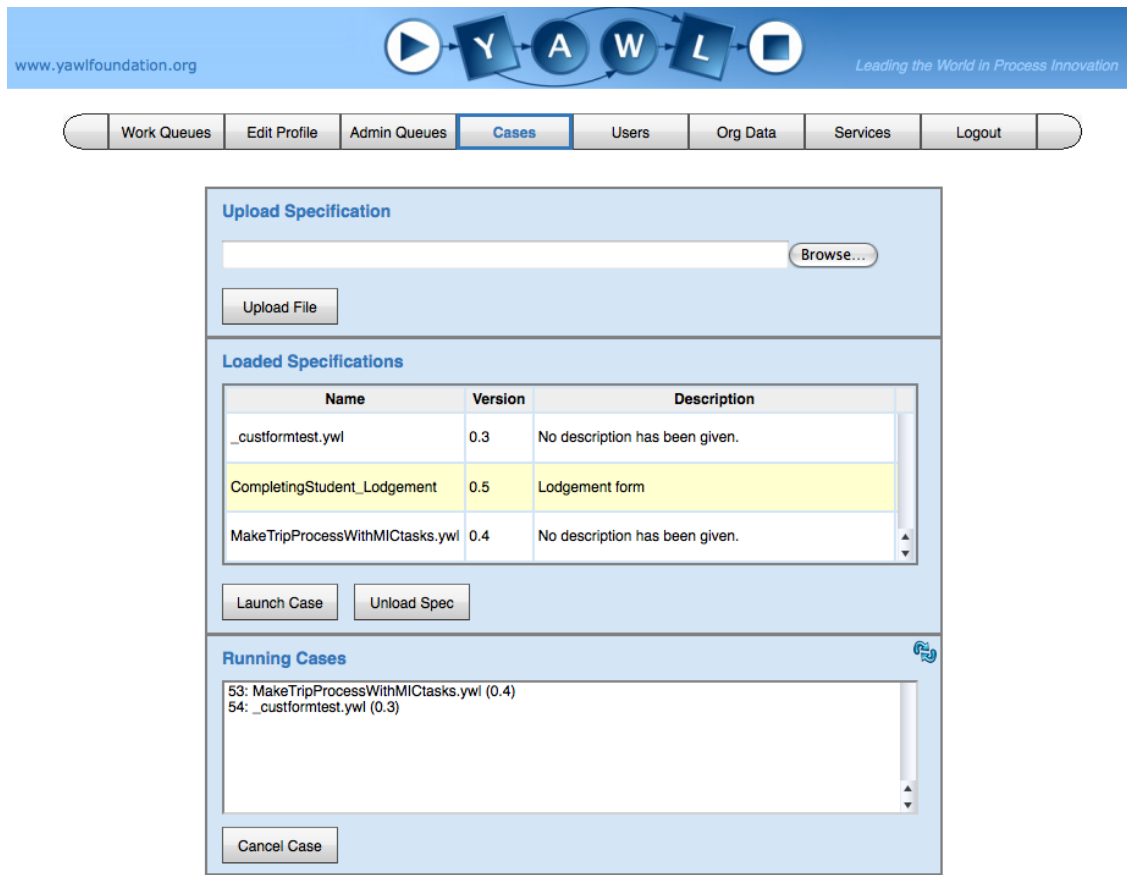 Y A W L
www.yawlfoundation.org
Leading the World in Process Innovation
Work Queues Edit Profile Admin Queues Cases Users Org Data Services Logout
Upload Specification
Browse...
Upload File
Loaded Specifications
Name Version Description
_custformtest.ywl 0.3 No description has been given.
CompletingStudent_Lodgement 0.5 Lodgement form
MakeTripProcessWithMICtasks.ywl 0.4 No description has been given.
Launch Case Unload Spec
Running Cases
53: MakeTripProcessWithMICtasks.ywl (0.4)
54: _custformtest.ywl (0.3)
Cancel Case